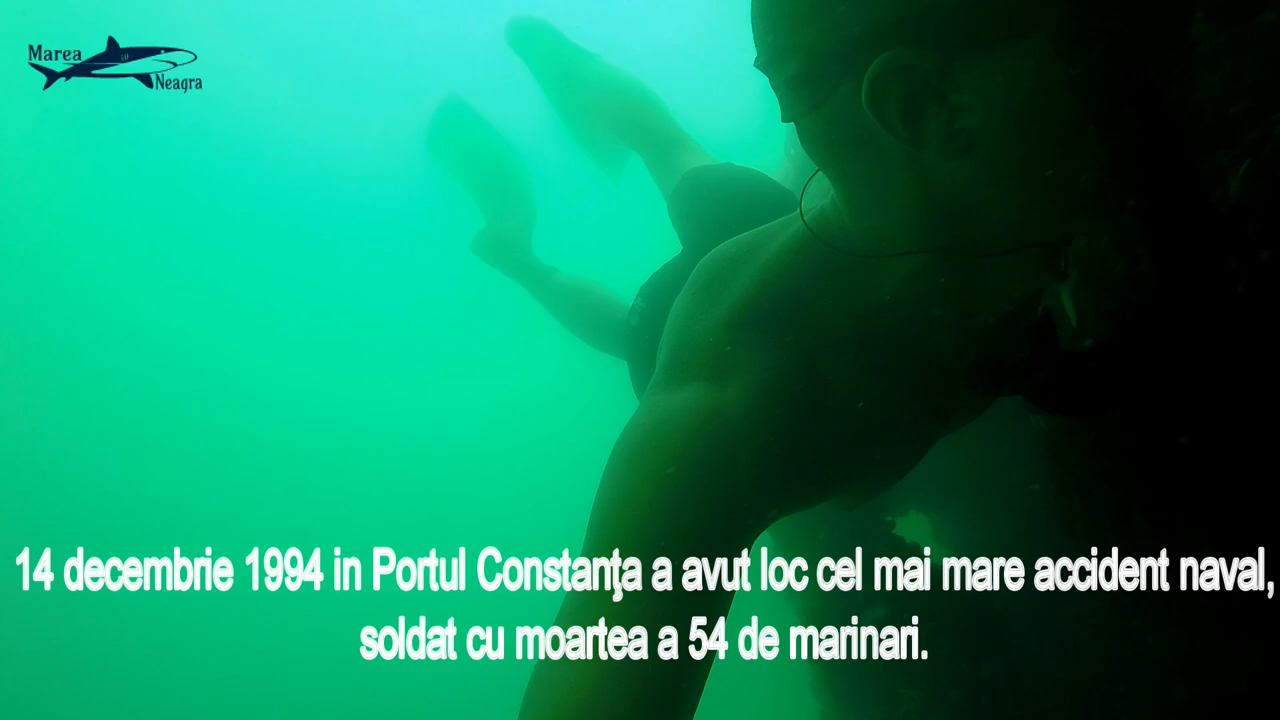 Marea
Neagra
14 decembrie 1994 in Portul Constanţa a avut loc cel mai mare accident naval,
soldat cu moartea a 54 de marinari.